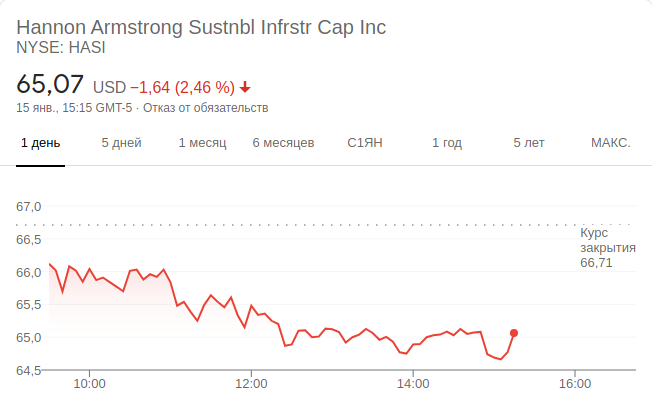 Hannon Armstrong Sustnbl Infrstr Cap Inc
NYSE: HASI
65,07 USD −1,64 (2,46 %)
15 янв., 15:15 GMT-5 · Отказ от обязательств
1 день 5 дней 1 месяц 6 месяцев С1ЯН 1 год 5 лет МАКС.
67,0
66,5
Курс
закрытия
66,71
66,0
65,5
65,0
64,5
10:00 12:00 14:00 16:00